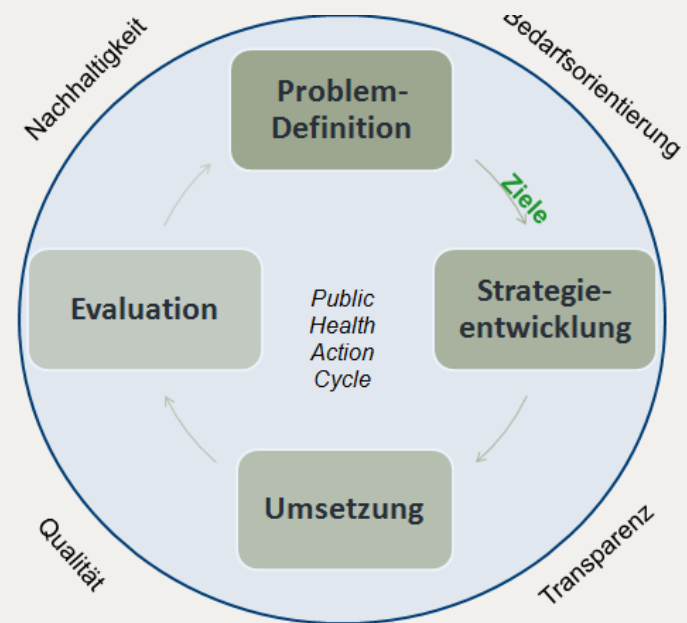 Nachhaltigkeit
Bedarfsorientierung
Problem-
Definition
Ziele
Evaluation
Public
Health
Action
Cycle
Strategie-
entwicklung
Umsetzung
Qualität
Transparenz